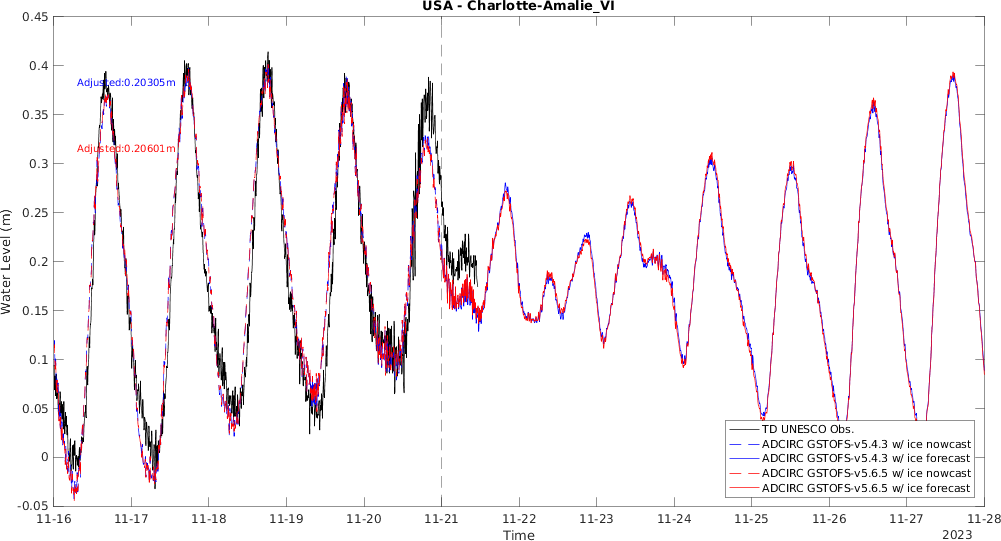 USA - Charlotte-Amalie_VI
Water Level (m)
0.45
0.4
0.35
0.3
0.25
0.2
0.15
0.1
0.05
0
-0.05
Adjusted:0.20305m
Adjusted:0.20601m
TD UNESCO Obs.
ADCIRC GSTOFS-v5.4.3 w/ ice nowcast
ADCIRC GSTOFS-v5.4.3 w/ ice forecast
ADCIRC GSTOFS-v5.6.5 w/ ice nowcast
ADCIRC GSTOFS-v5.6.5 w/ ice forecast
11-16 11-17 11-18 11-19 11-20 11-21 11-22 11-23 11-24 11-25 11-26 11-27 11-28
Time
2023